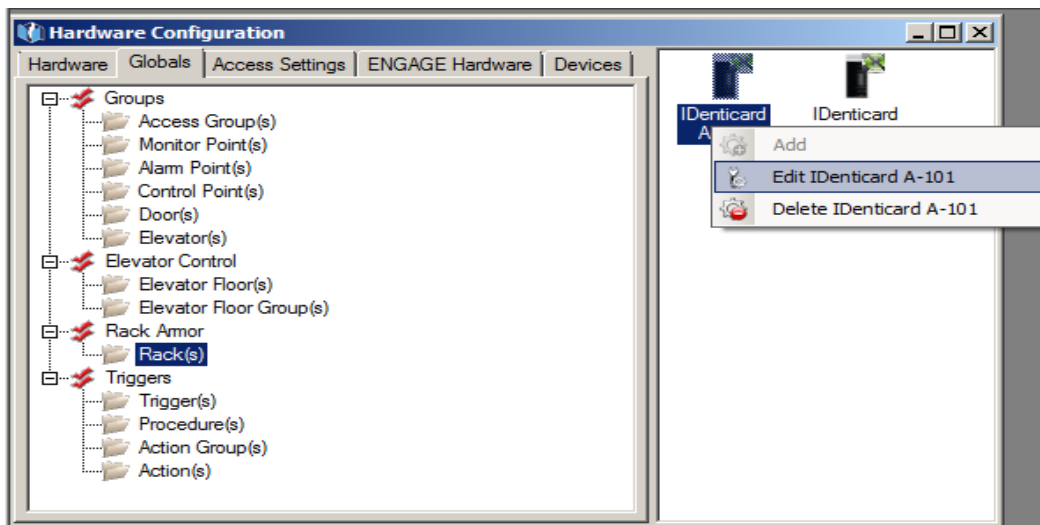 Hardware Configuration
Hardware Globals Access Settings ENGAGE Hardware Devices
Groups
Access Group(s)
Monitor Point(s)
Alarm Point(s)
Control Point(s)
Door(s)
Elevator(s)
Elevator Control
Elevator Floor(s)
Elevator Floor Group(s)
Rack Armor
Rack(s)
Triggers
Trigger(s)
Procedure(s)
Action Group(s)
Action(s)
IDenticard
A
IDenticard
Add
Edit IDenticard A-101
Delete IDenticard A-101